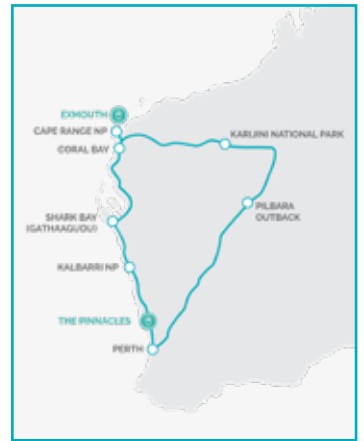 EXMOUTH
CAPE RANGE NP
CORAL BAY
KARIJINI NATIONAL PARK
PILBARA
OUTBACK
SHARK BAY
(GATHAAGUDU)
KALBARRI NP
THE PINNACLES
PERTH